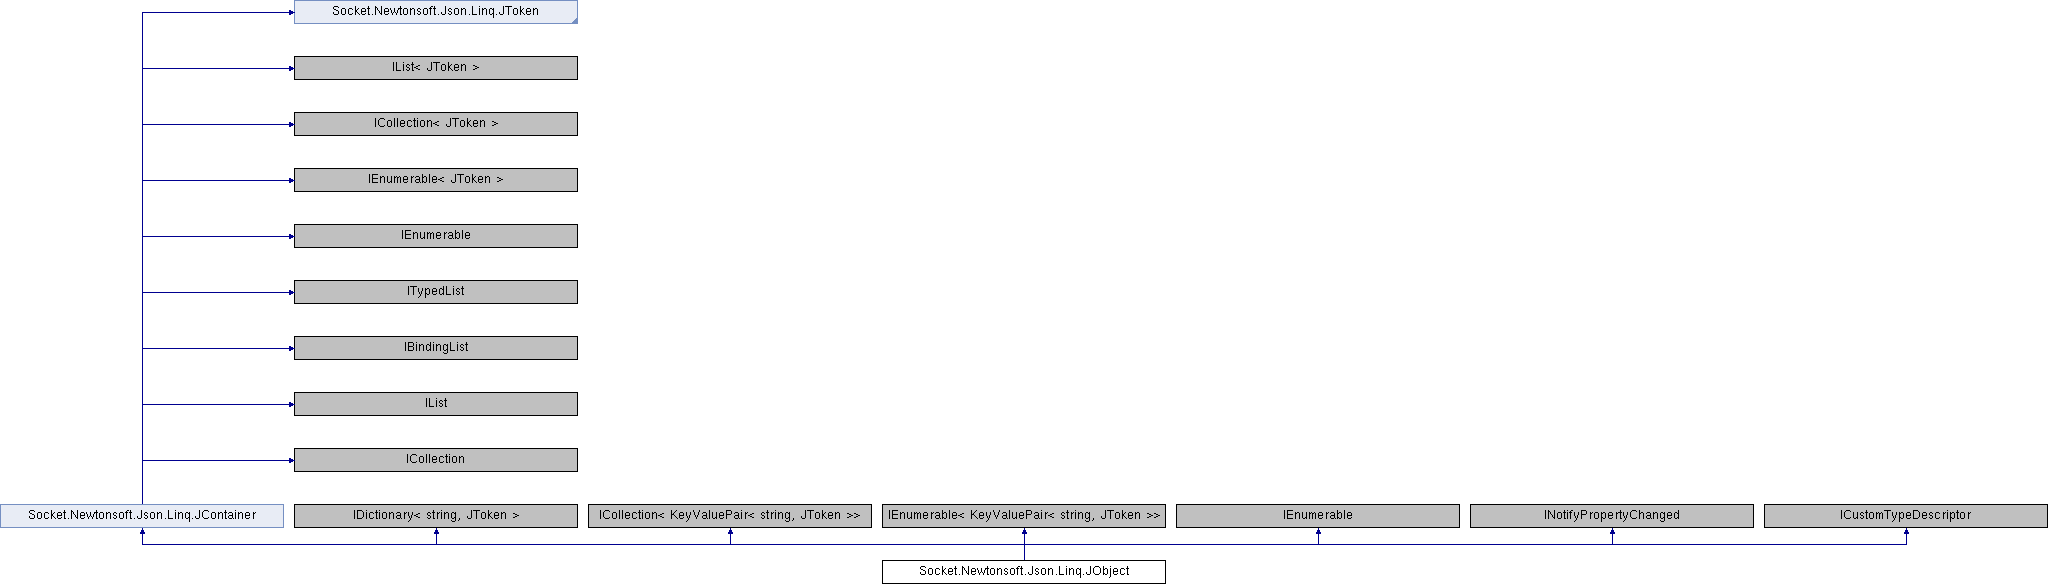 Socket.Newtonsoft.Json.Linq.JToken
IList< JToken >
ICollection< JToken >
IEnumerable< JToken >
IEnumerable
ITypedList
IBindingList
IList
ICollection
Socket.Newtonsoft.Json.Linq.JContainer
IDictionary< string, JToken >
ICollection< KeyValuePair< string, JToken >>
IEnumerable< KeyValuePair< string, JToken >>
IEnumerable
INotifyPropertyChanged
ICustomTypeDescriptor
Socket.Newtonsoft.Json.Linq.JObject